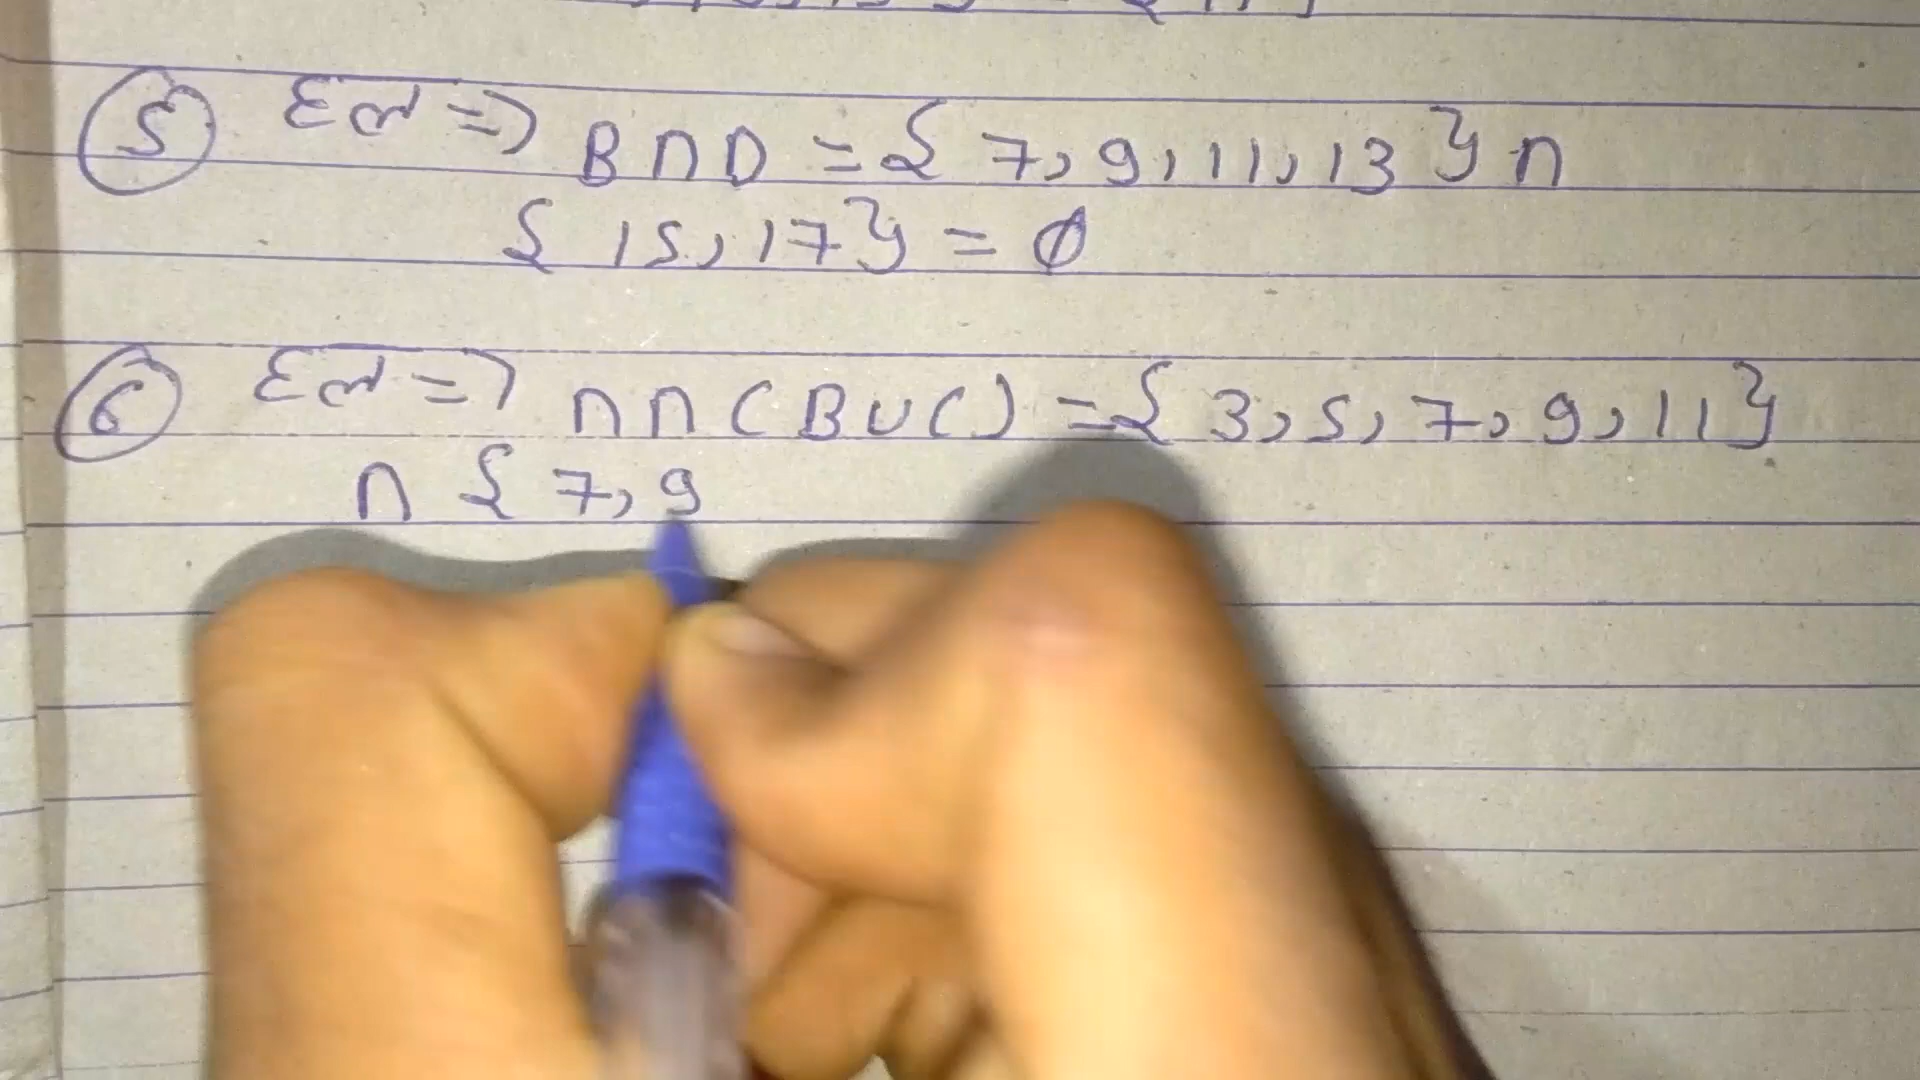 5 हल => B∩D = { 7, 9, 11, 13 } ∩
{ 15, 17 } = ∅
6 हल => ∩∩(B∪C) = { 3, 5, 7, 9, 11 }
∩ { 7, 9